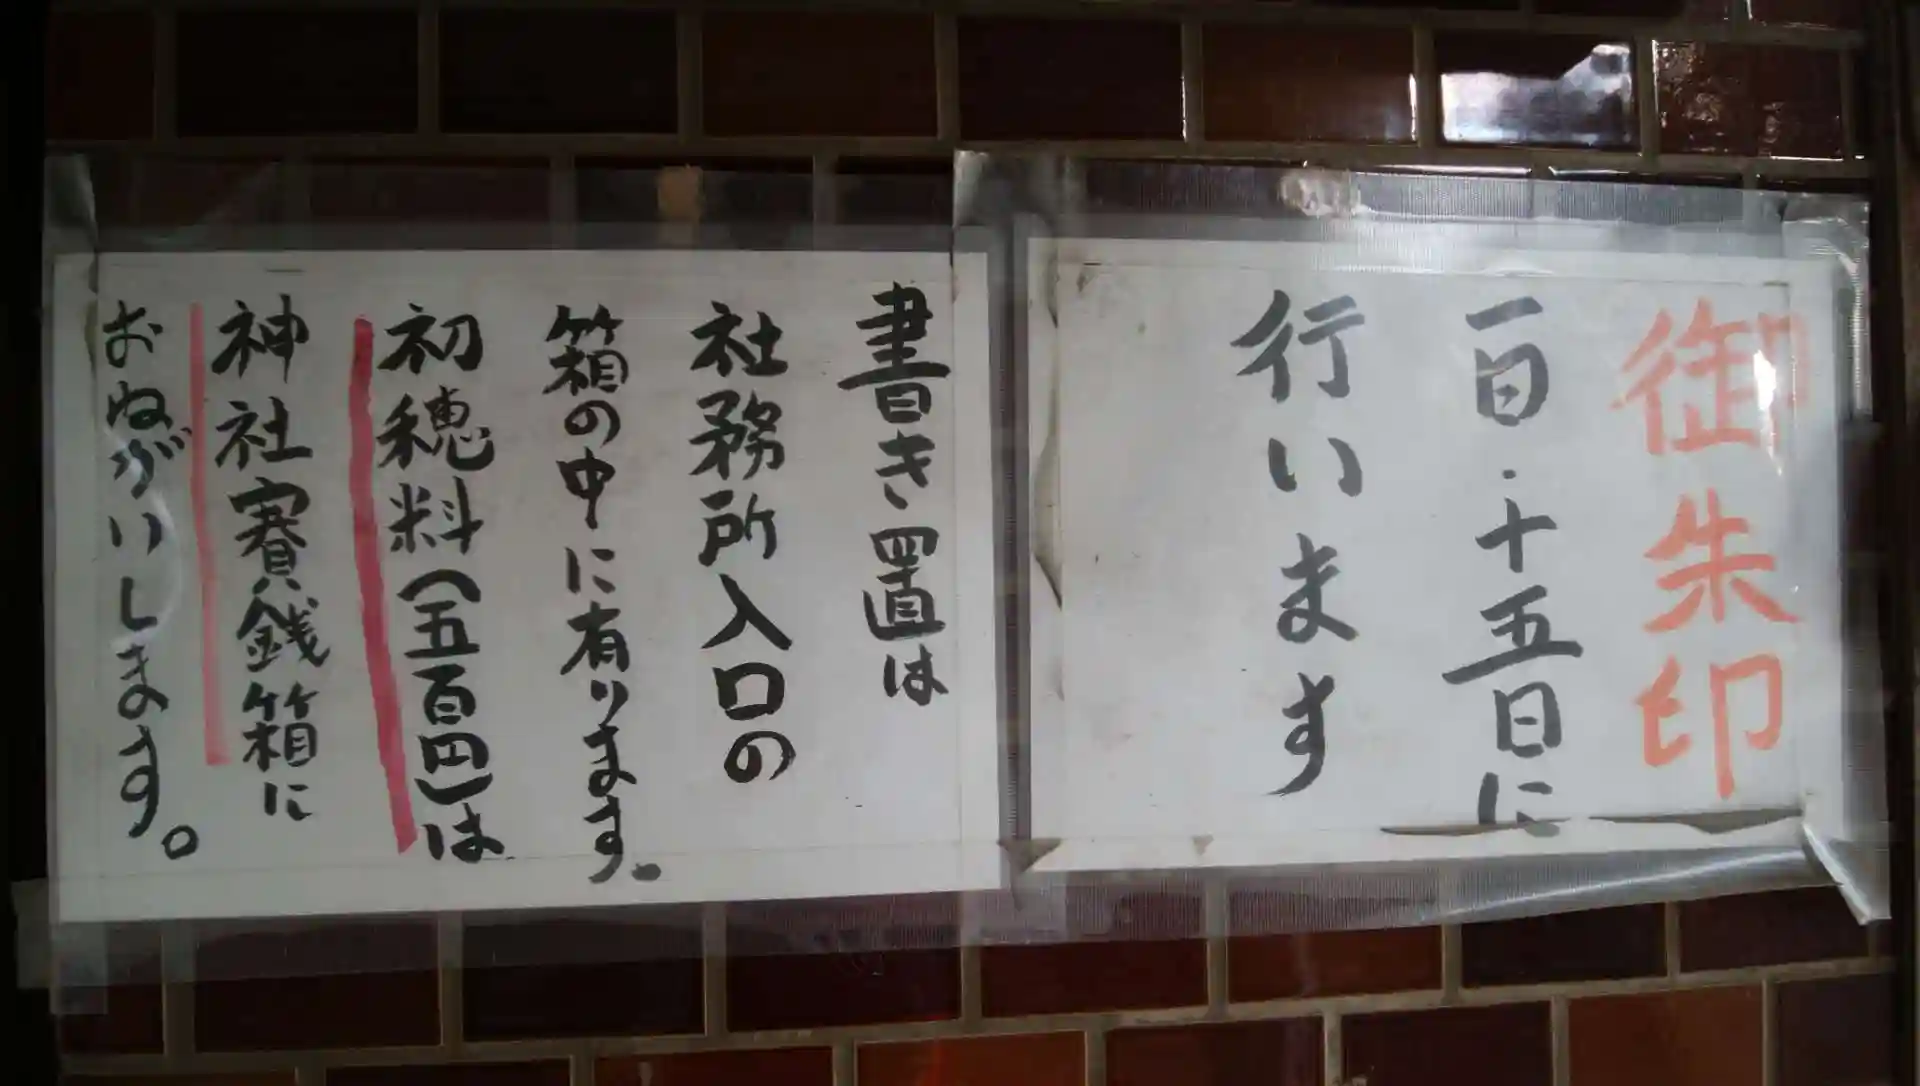 御朱印
一日・十五日に
行います
書き置は
社務所入口の
箱の中に有ります。
初穂料(五百円)は
神社賽銭箱に
おねがいします。